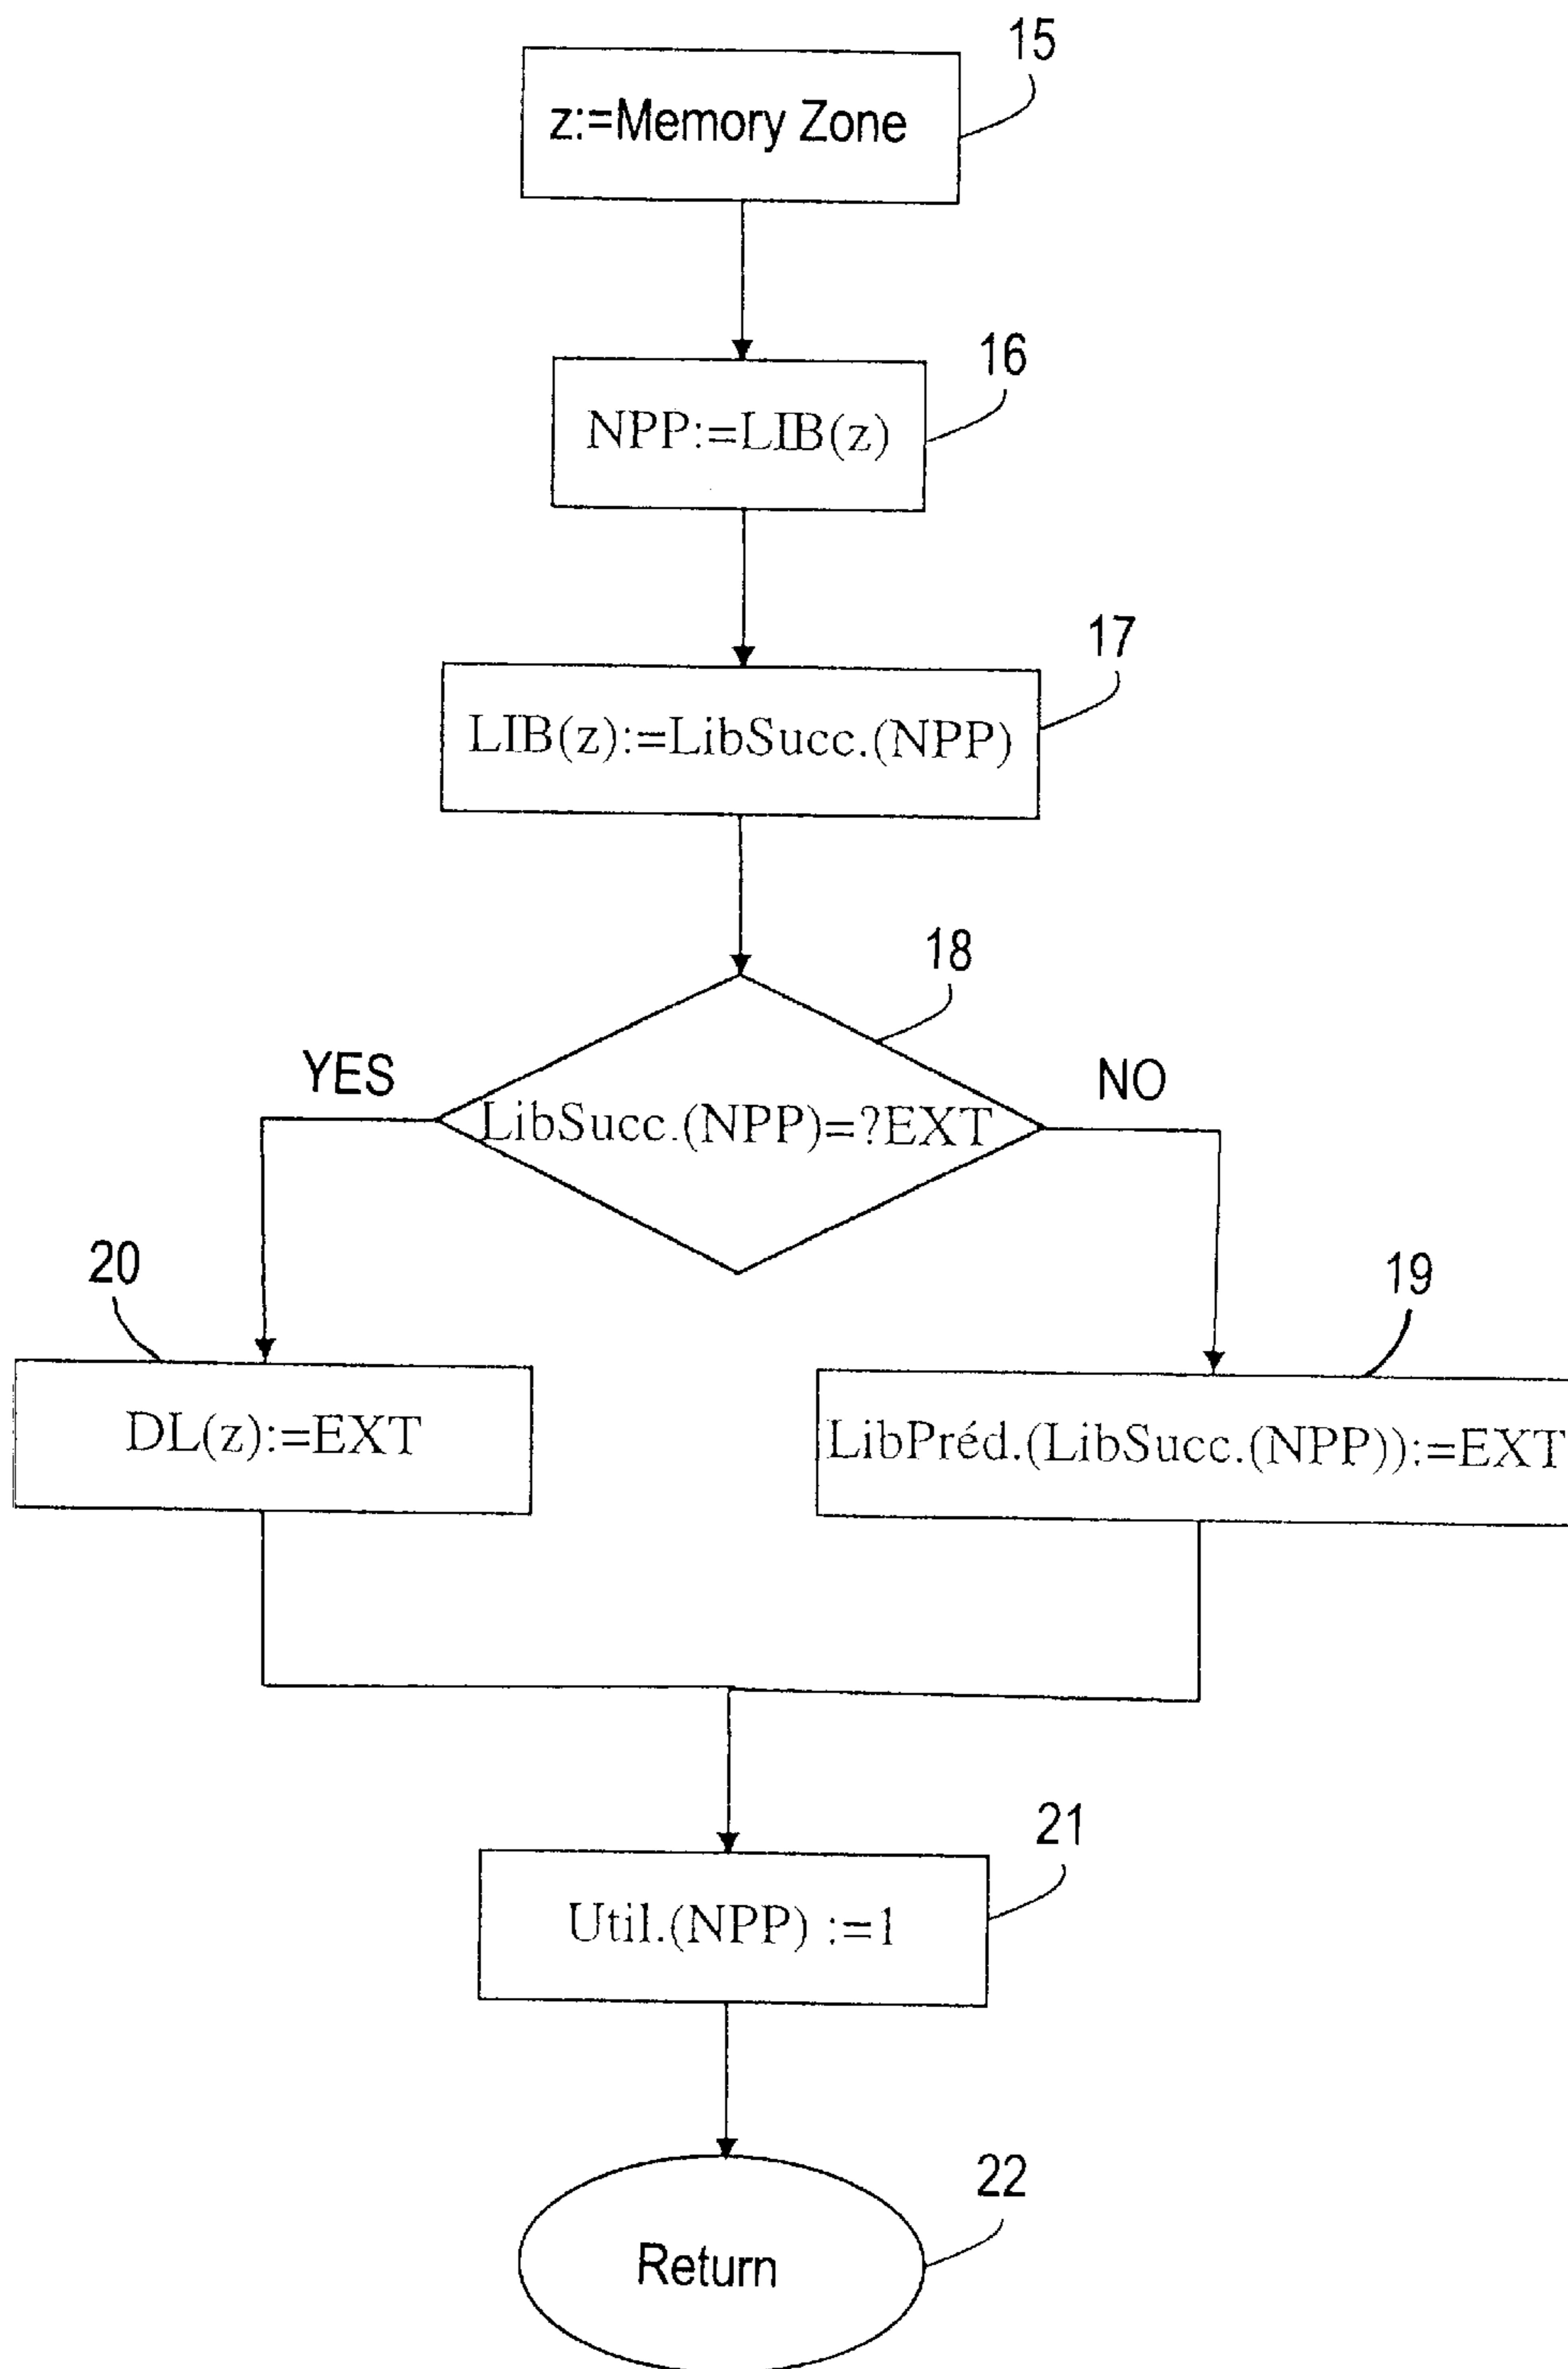 15
z:=Memory Zone
16
NPP:=LIB(z)
17
LIB(z):=LibSucc.(NPP)
18
YES
NO
LibSucc.(NPP)=?EXT
20
19
DL(z):=EXT
LibPréd.(LibSucc.(NPP)):=EXT
21
Util.(NPP) :=1
22
Return